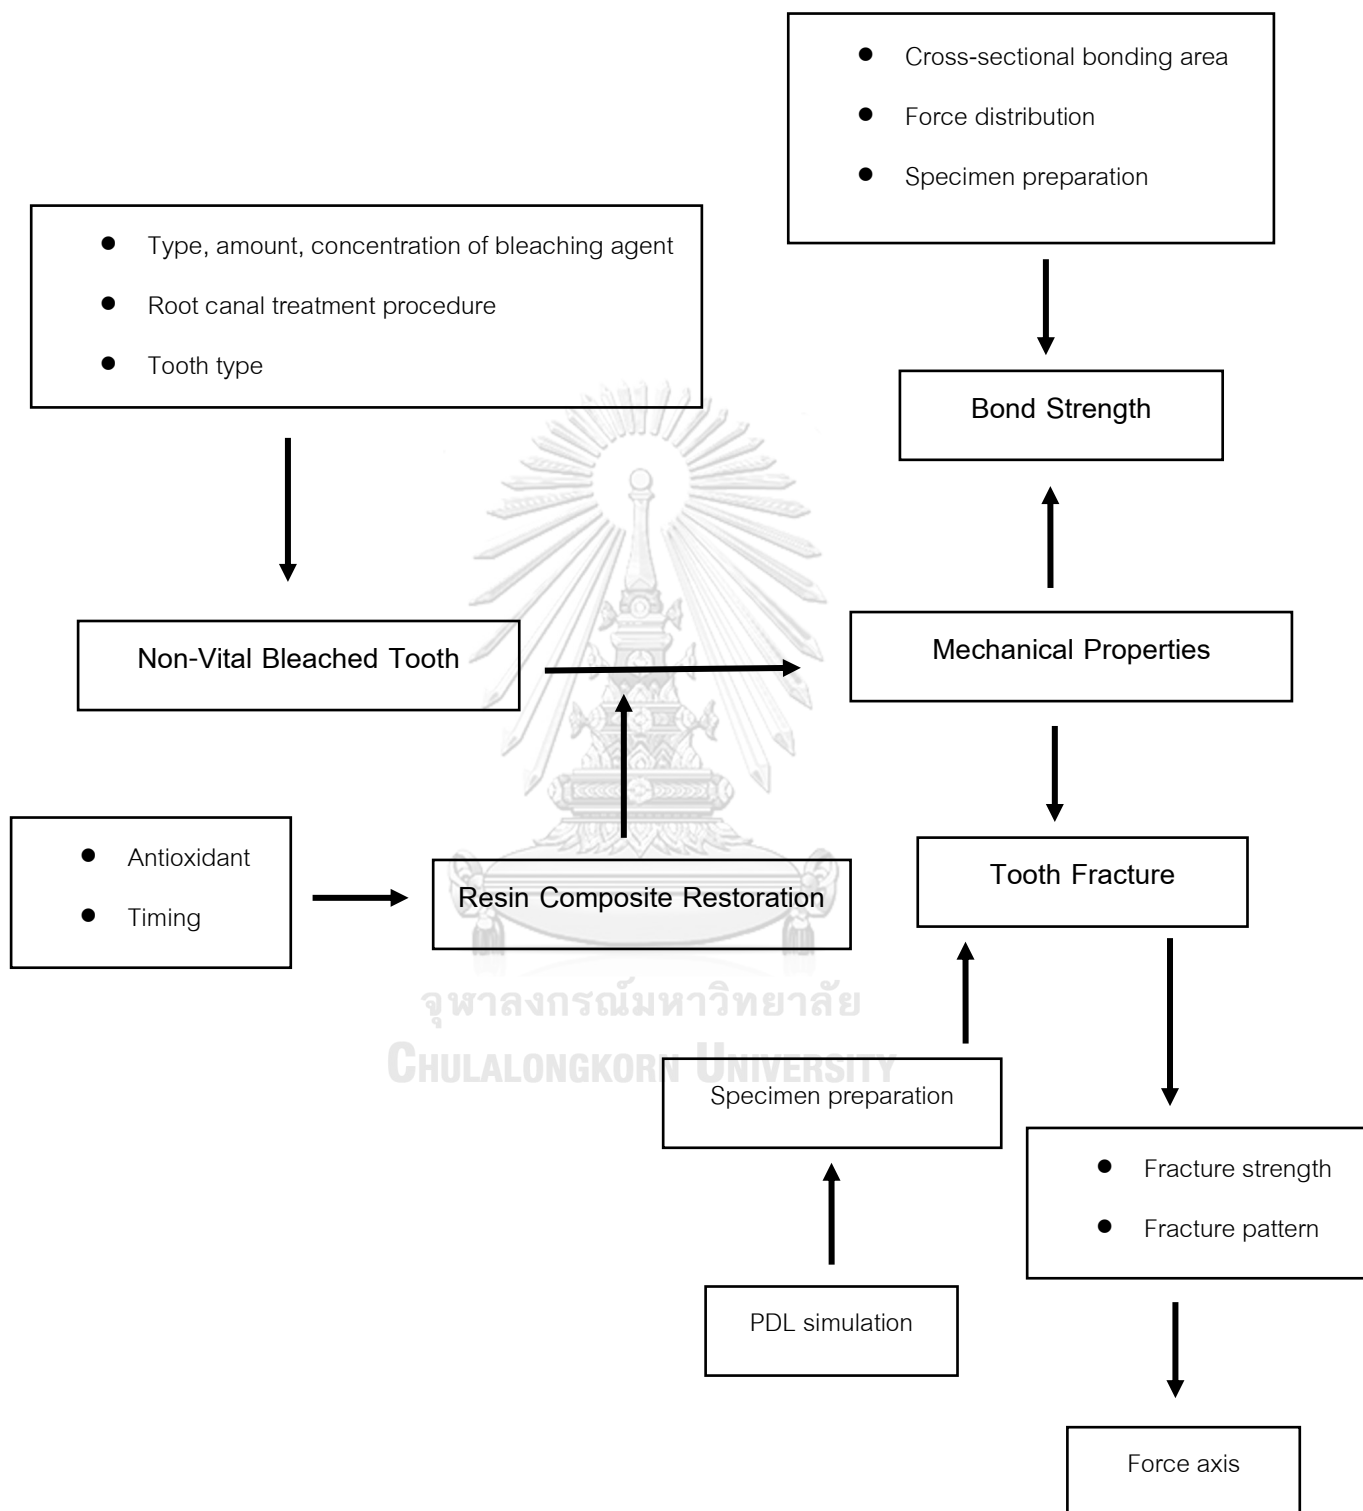 ● Cross-sectional bonding area
● Force distribution
● Specimen preparation
● Type, amount, concentration of bleaching agent
● Root canal treatment procedure
● Tooth type
Bond Strength
Non-Vital Bleached Tooth
Mechanical Properties
● Antioxidant
● Timing
Resin Composite Restoration
Tooth Fracture
จุฬาลงกรณ์มหาวิทยาลัย
CHULALONGKORN UNIVERSITY
Specimen preparation
● Fracture strength
● Fracture pattern
PDL simulation
Force axis